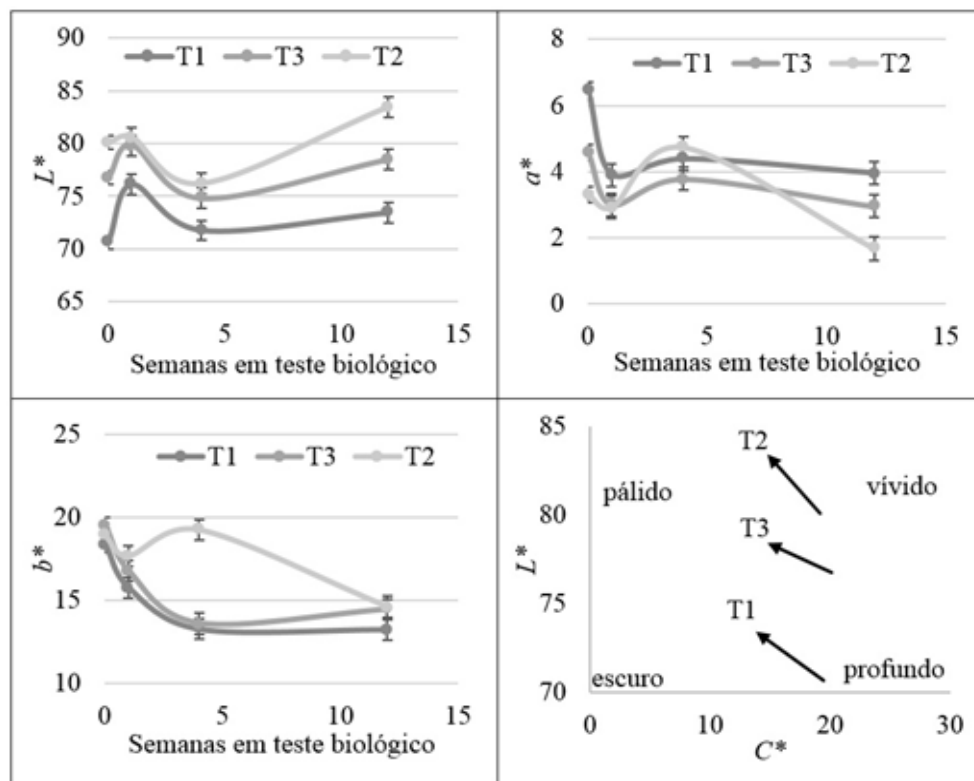 90
85
80
75
70
65
L*
T1 T3 T2
0 5 10 15
Semanas em teste biológico
8
6
4
2
0
a*
T1 T3 T2
0 5 10 15
Semanas em teste biológico
25
20
15
10
b*
T1 T3 T2
0 5 10 15
Semanas em teste biológico
85
80
75
70
L*
T2
pálido
vívido
T3
T1
escuro
profundo
0 10 20 30
C*